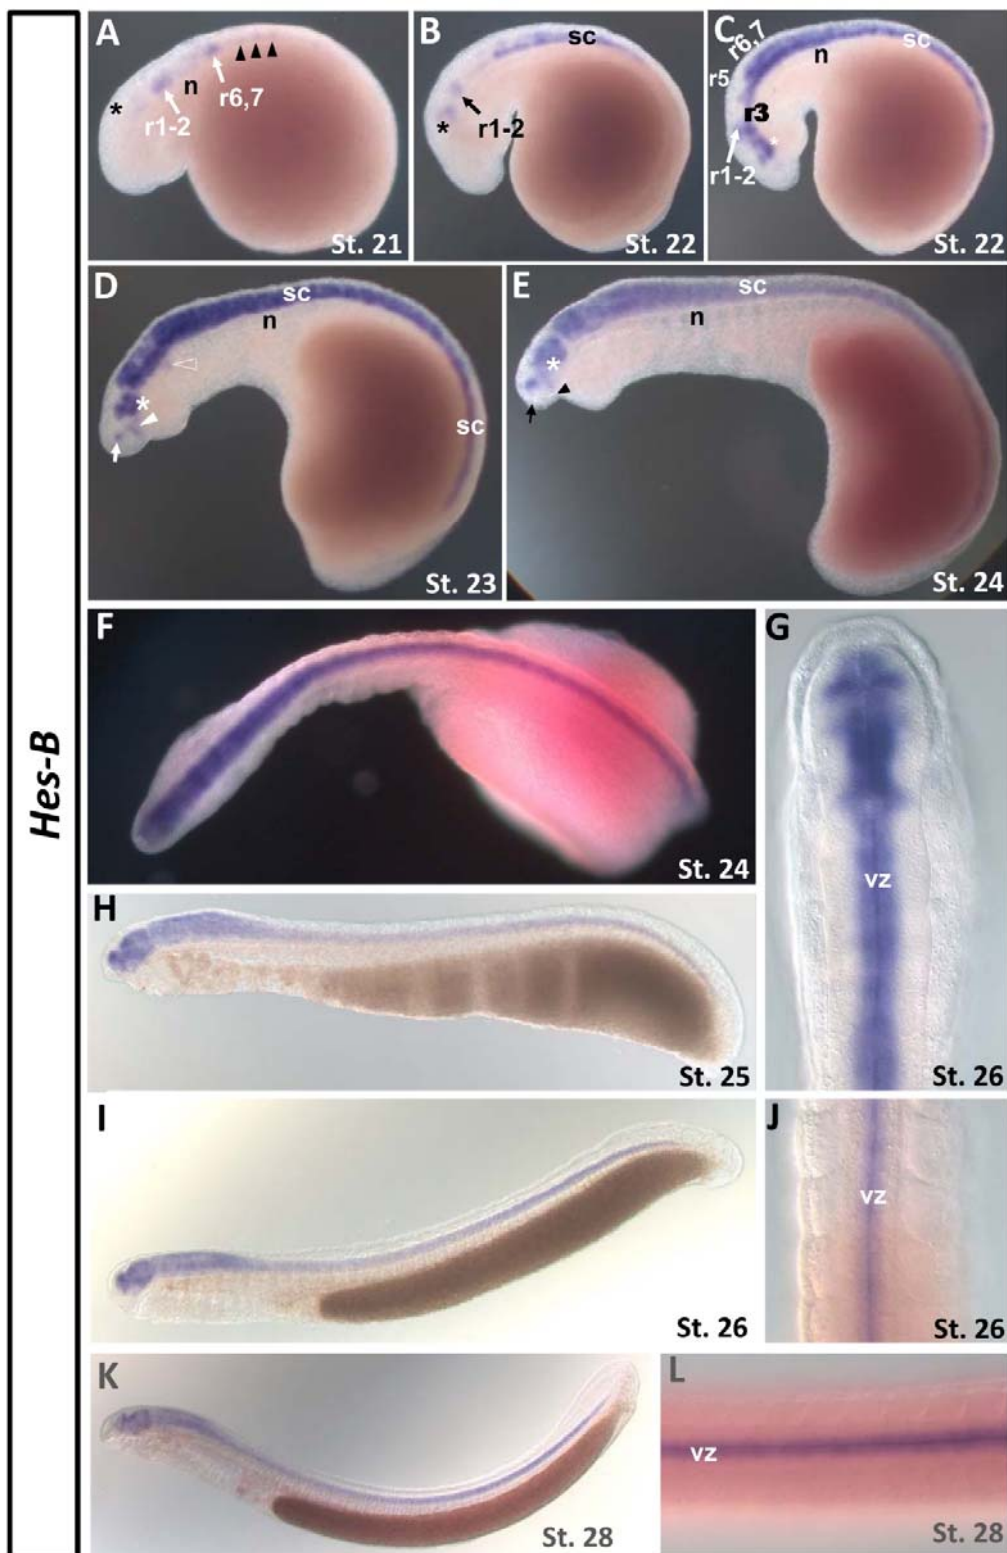 Hes-B
A
*
r1-2
n
r6,7
St. 21
B
sc
*
r1-2
St. 22
C
r6,7
sc
n
r5
r3
*
r1-2
St. 22
D
sc
n
*
sc
St. 23
E
sc
n
*
St. 24
F
St. 24
G
vz
St. 26
H
St. 25
I
St. 26
J
vz
St. 26
K
St. 28
L
vz
St. 28